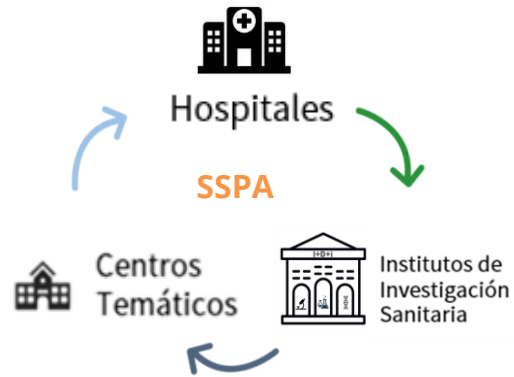 Hospitales
SSPA
Centros
Temáticos
I+D+i
Institutos de
Investigación
Sanitaria